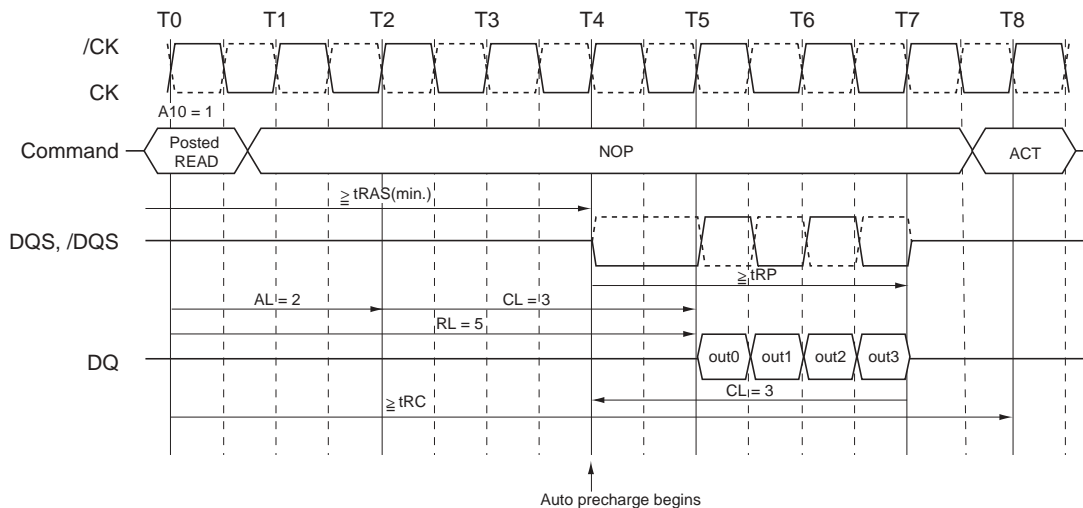 T0 T1 T2 T3 T4 T5 T6 T7 T8
/CK
CK
A10 = 1
Command
Posted
READ
NOP
ACT
≧ tRAS(min.)
DQS, /DQS
≧ tRP
AL = 2
CL = 3
RL = 5
DQ
out0 out1 out2 out3
CL = 3
≧ tRC
Auto precharge begins